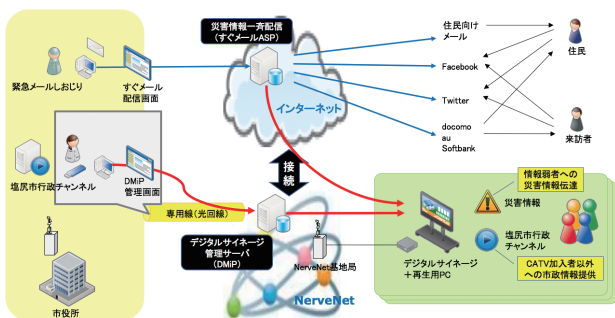 災害情報一斉配信
(すぐメールASP)
緊急メールしおじり
すぐメール
配信画面
インターネット
住民向け
メール
Facebook
Twitter
docomo
au
Softbank
住民
来訪者
塩尻市行政チャンネル
DMiP
管理画面
専用線(光回線)
接続
デジタルサイネージ
管理サーバ
(DMiP)
NerveNet基地局
NerveNet
市役所
デジタルサイネージ
+再生用PC
情報弱者への
災害情報伝達
災害情報
塩尻市行政
チャンネル
CATV加入者以外
への市政情報提供